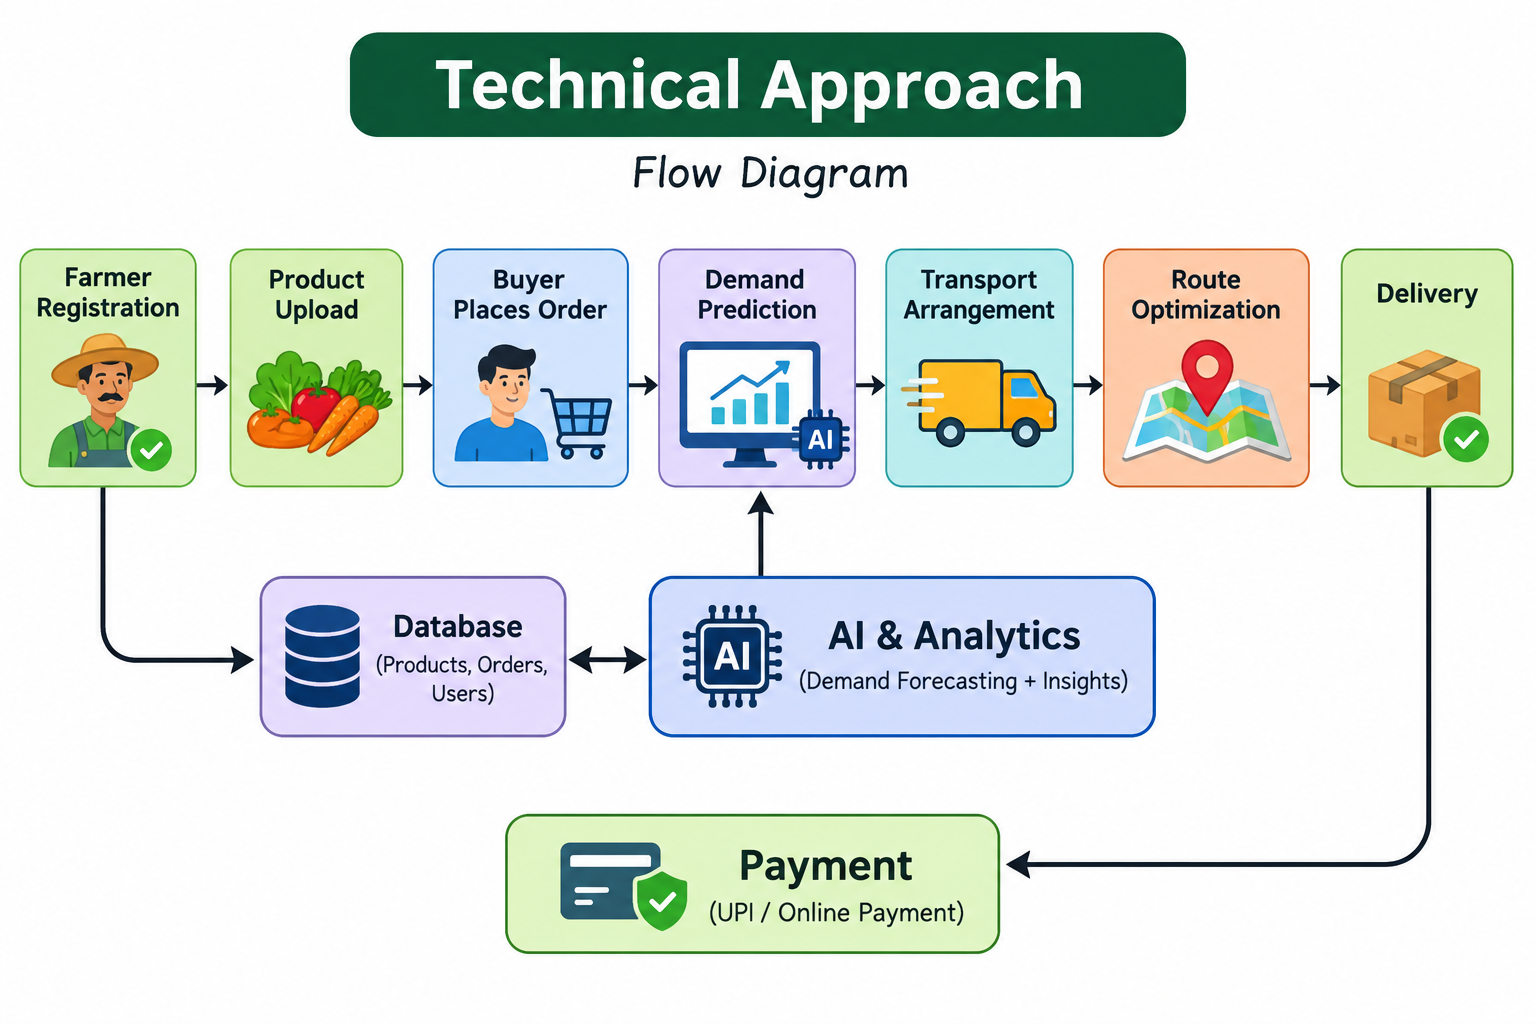 Technical Approach
Flow Diagram
Farmer
Registration
Product
Upload
Buyer
Places Order
Demand
Prediction
AI
Transport
Arrangement
Route
Optimization
Delivery
Database
(Products, Orders,
Users)
AI
AI & Analytics
(Demand Forecasting + Insights)
Payment
(UPI / Online Payment)